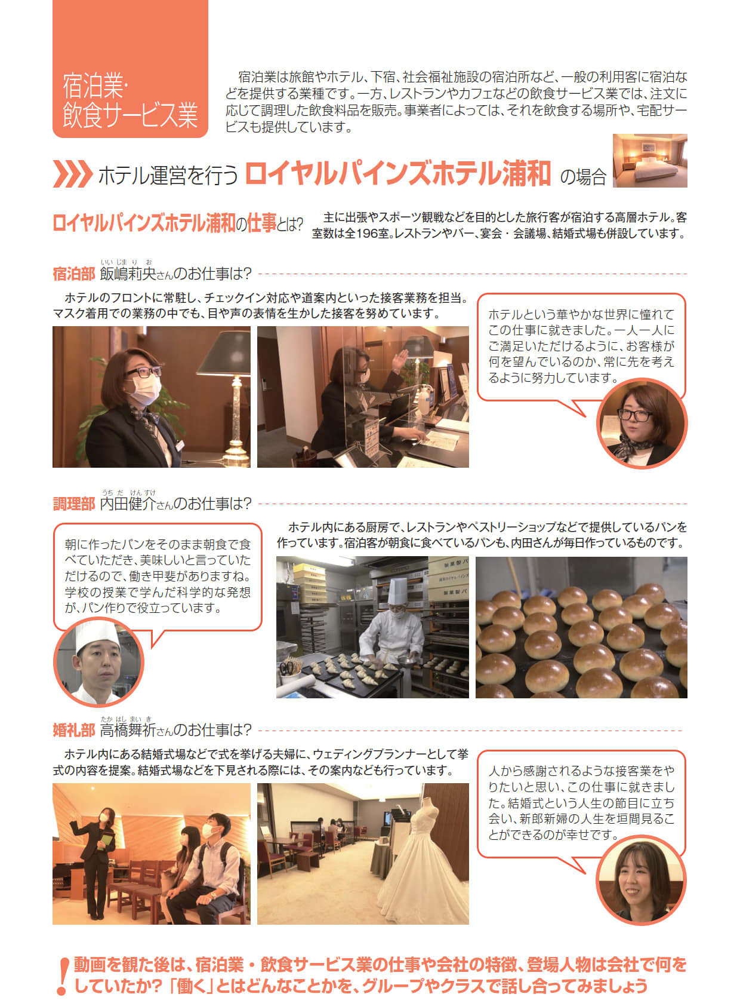 宿泊業・
飲食サービス業
宿泊業は旅館やホテル、下宿、社会福祉施設の宿泊所など、一般の利用客に宿泊な
どを提供する業種です。一方、レストランやカフェなどの飲食サービス業では、注文に
応じて調理した飲食料品を販売。事業者によっては、それを飲食する場所や、宅配サー
ビスも提供しています。
ホテル運営を行う ロイヤルパインズホテル浦和 の場合
ロイヤルパインズホテル浦和の仕事とは?
主に出張やスポーツ観戦などを目的とした旅行客が宿泊する高層ホテル。客
室数は全196室。レストランやバー、宴会・会議場、結婚式場も併設しています。
いい じま り お
宿泊部 飯嶋莉央さんのお仕事は?
ホテルのフロントに常駐し、チェックイン対応や道案内といった接客業務を担当。
マスク着用での業務の中でも、目や声の表情を生かした接客を努めています。
ホテルという華やかな世界に憧れて
この仕事に就きました。一人一人に
ご満足いただけるように、お客様が
何を望んでいるのか、常に先を考え
るように努力しています。
うち だ けん すけ
調理部 内田健介さんのお仕事は?
朝に作ったパンをそのまま朝食で食
べていただき、美味しいと言っていた
だけるので、働き甲斐がありますね。
学校の授業で学んだ科学的な発想
が、パン作りで役立っています。
ホテル内にある厨房で、レストランやペストリーショップなどで提供しているパンを
作っています。宿泊客が朝食に食べているパンも、内田さんが毎日作っているものです。
たか はし まい き
婚礼部 高橋舞祈さんのお仕事は?
ホテル内にある結婚式場などで式を挙げる夫婦に、ウェディングプランナーとして挙
式の内容を提案。結婚式場などを下見される際には、その案内なども行っています。
人から感謝されるような接客業をや
りたいと思い、この仕事に就きまし
た。結婚式という人生の節目に立ち
会い、新郎新婦の人生を垣間見るこ
とができるのが幸せです。
! 動画を観た後は、宿泊業・飲食サービス業の仕事や会社の特徴、登場人物は会社で何を
していたか?「働く」とはどんなことかを、グループやクラスで話し合ってみましょう